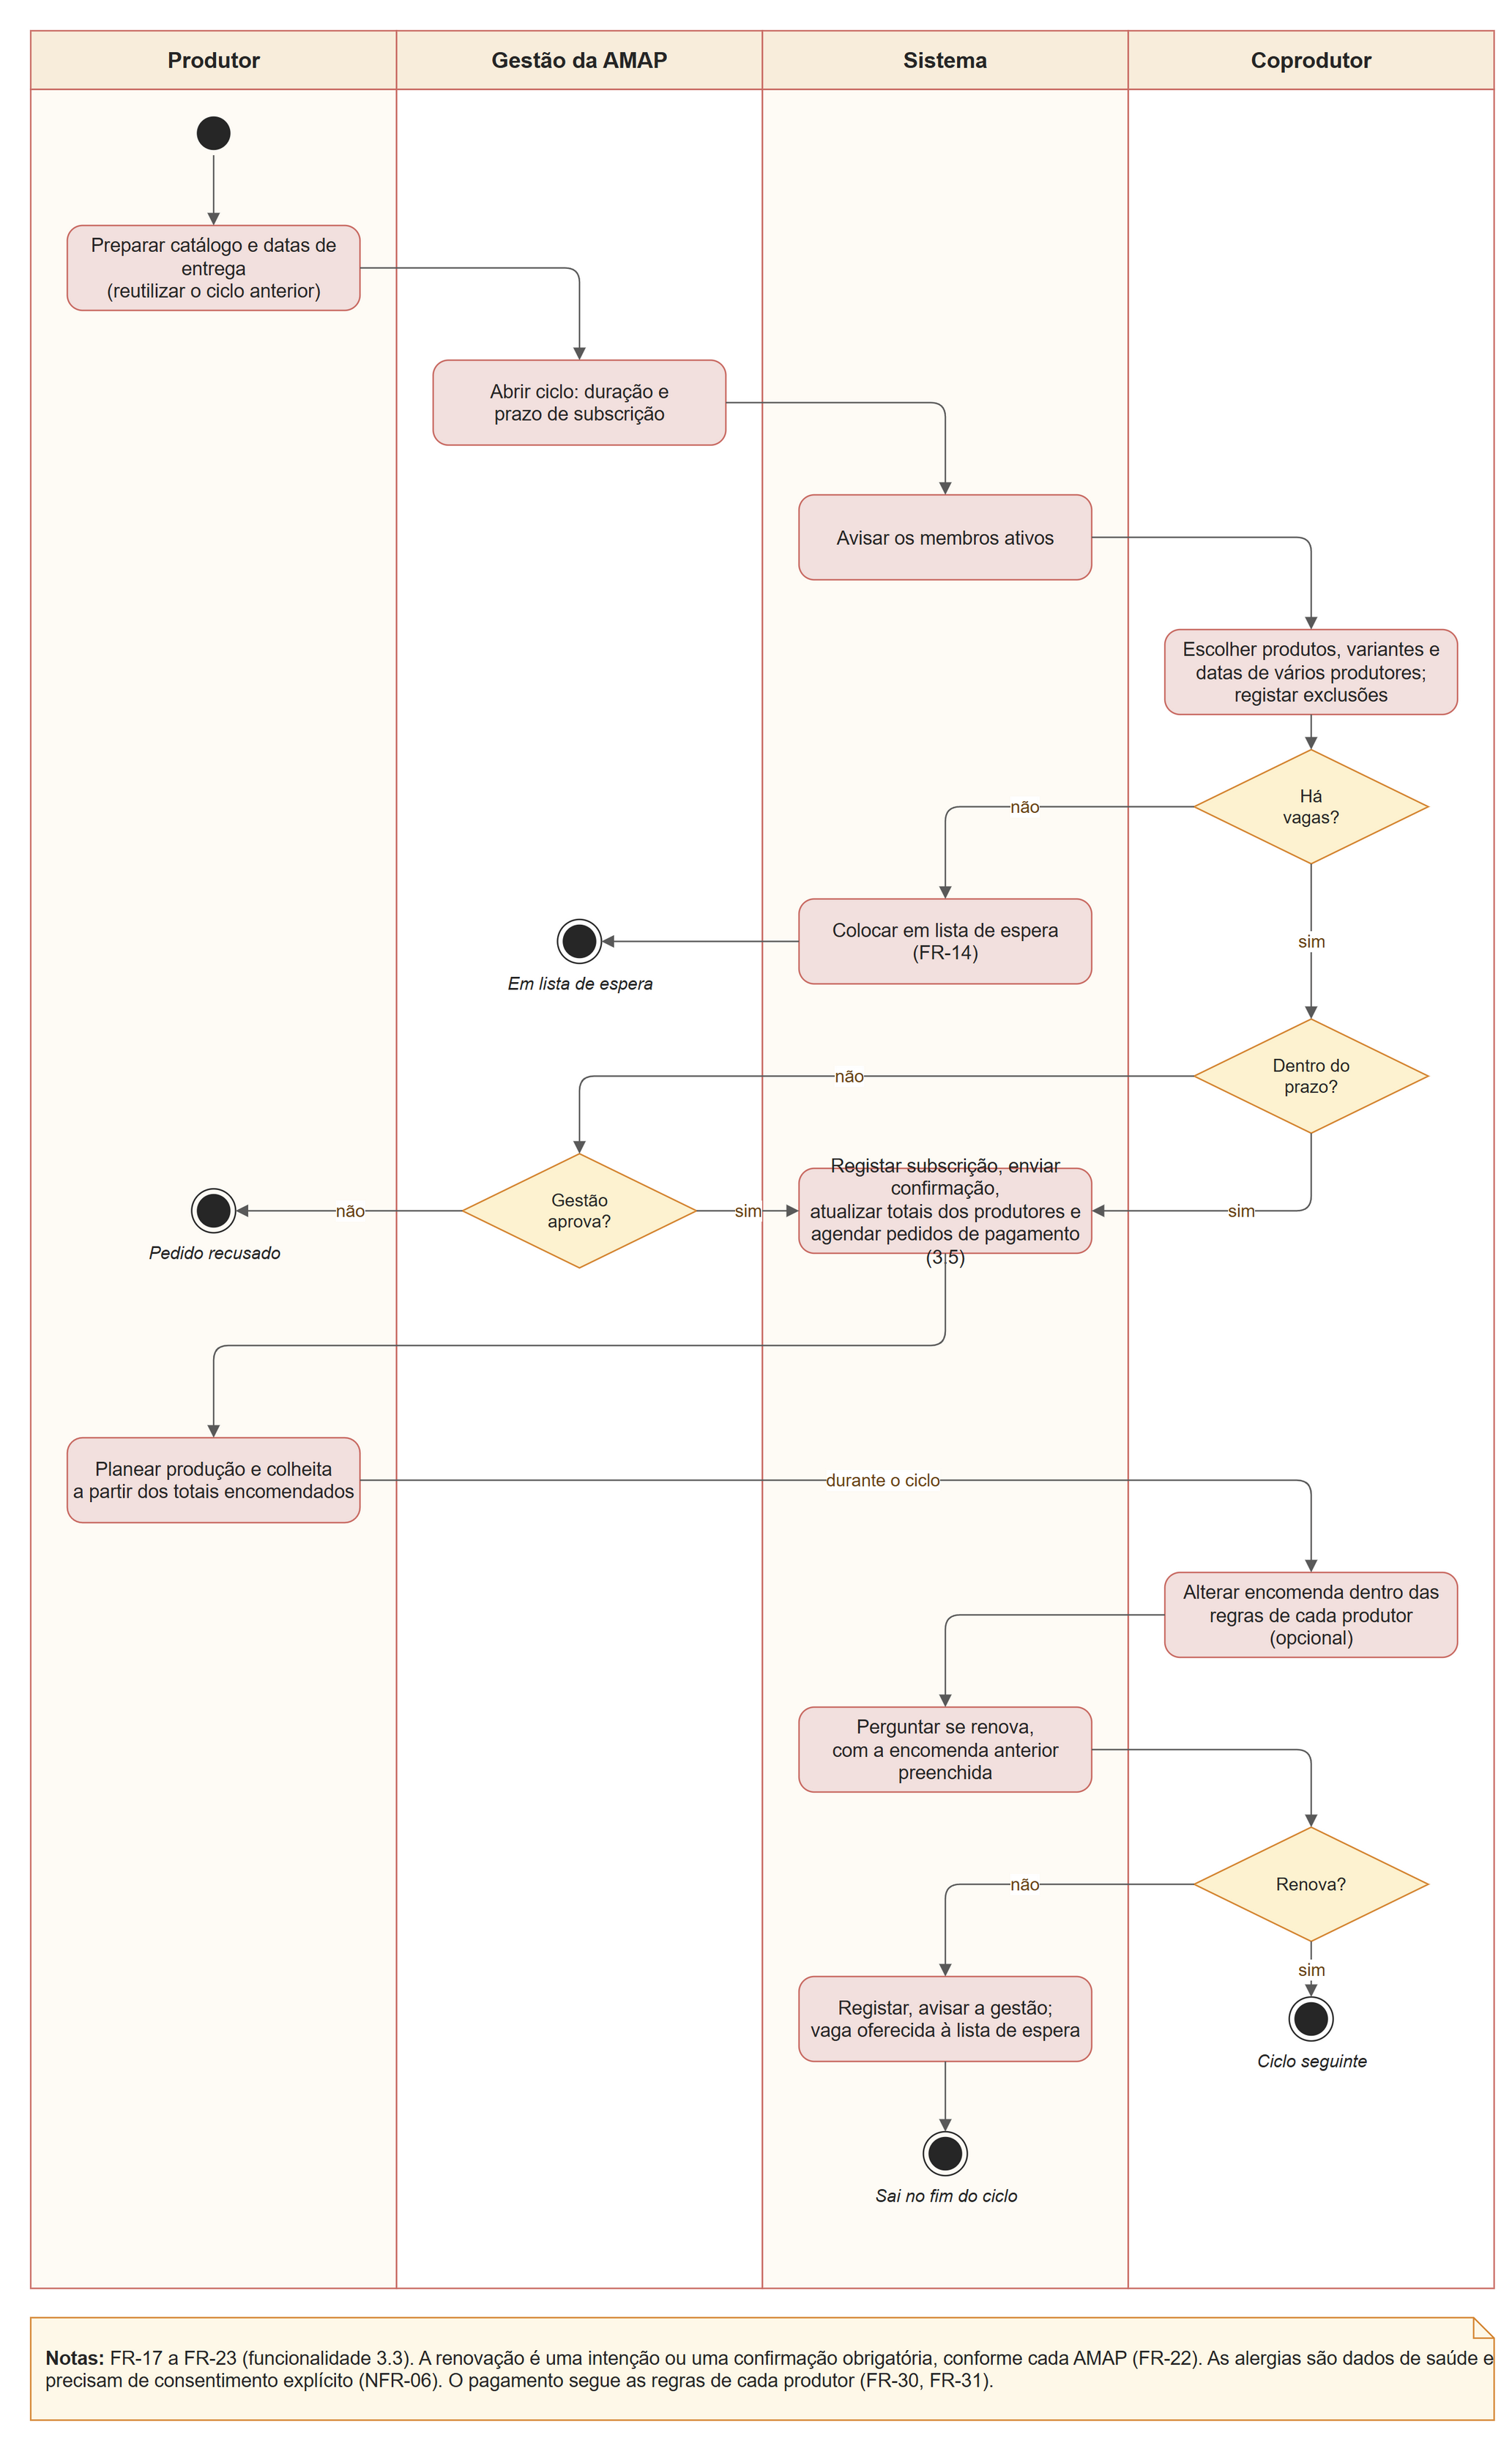 Produtor
Gestão da AMAP
Sistema
Coprodutor
Preparar catálogo e datas de
entrega
(reutilizar o ciclo anterior)
Abrir ciclo: duração e
prazo de subscrição
Avisar os membros ativos
Escolher produtos, variantes e
datas de vários produtores;
registar exclusões
Há
vagas?
não
Colocar em lista de espera
(FR-14)
Em lista de espera
sim
Dentro do
prazo?
não
Gestão
aprova?
não
Pedido recusado
sim
Registar subscrição, enviar
confirmação,
atualizar totais dos produtores e
agendar pedidos de pagamento
(3.5)
sim
Planear produção e colheita
a partir dos totais encomendados
durante o ciclo
Alterar encomenda dentro das
regras de cada produtor
(opcional)
Perguntar se renova,
com a encomenda anterior
preenchida
Renova?
não
sim
Registar, avisar a gestão;
vaga oferecida à lista de espera
Ciclo seguinte
Sai no fim do ciclo
Notas: FR-17 a FR-23 (funcionalidade 3.3). A renovação é uma intenção ou uma confirmação obrigatória, conforme cada AMAP (FR-22). As alergias são dados de saúde e
precisam de consentimento explícito (NFR-06). O pagamento segue as regras de cada produtor (FR-30, FR-31).